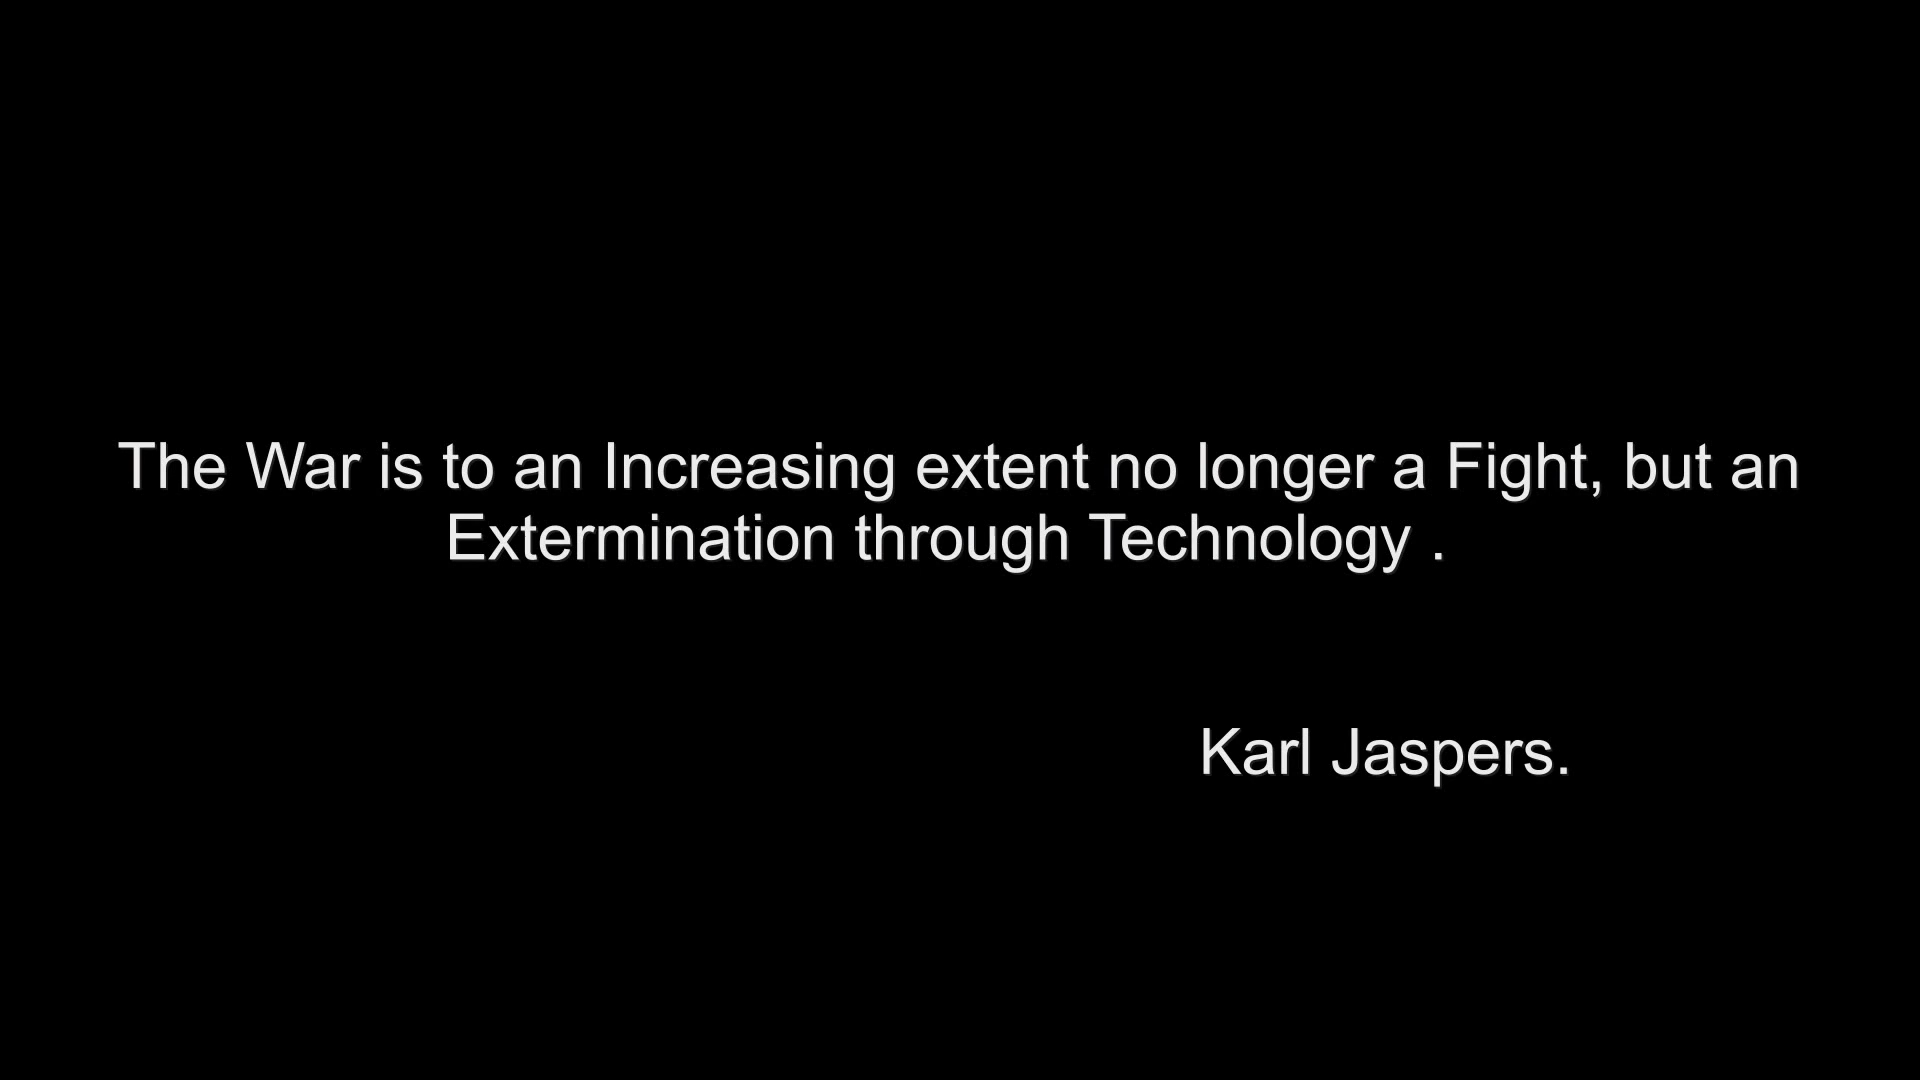 The War is to an Increasing extent no longer a Fight, but an
Extermination through Technology .
Karl Jaspers.